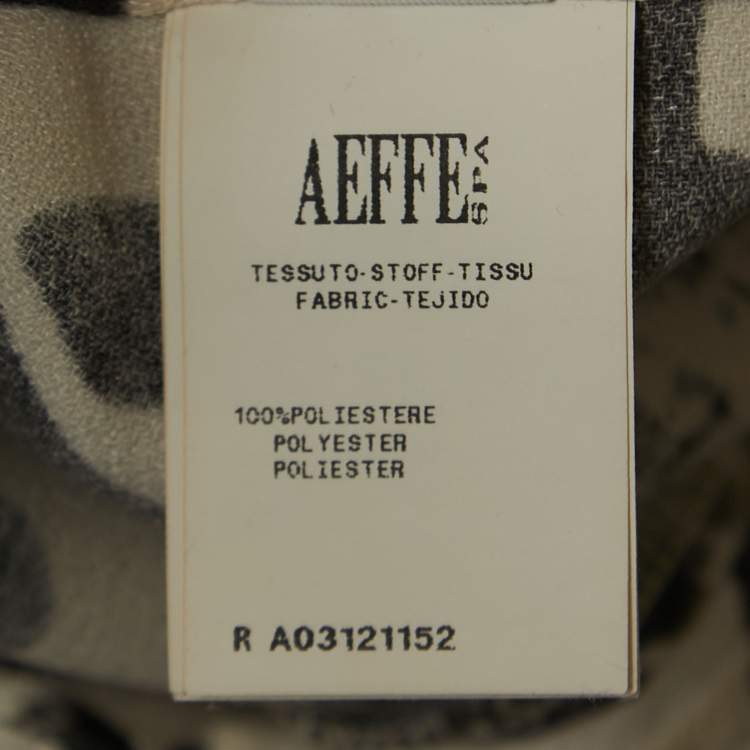 AEFFE SPA
TESSUTO-STOFF-TISSU
FABRIC-TEJIDO
100%POLIESTERE
POLYESTER
POLIESTER
R A03121152